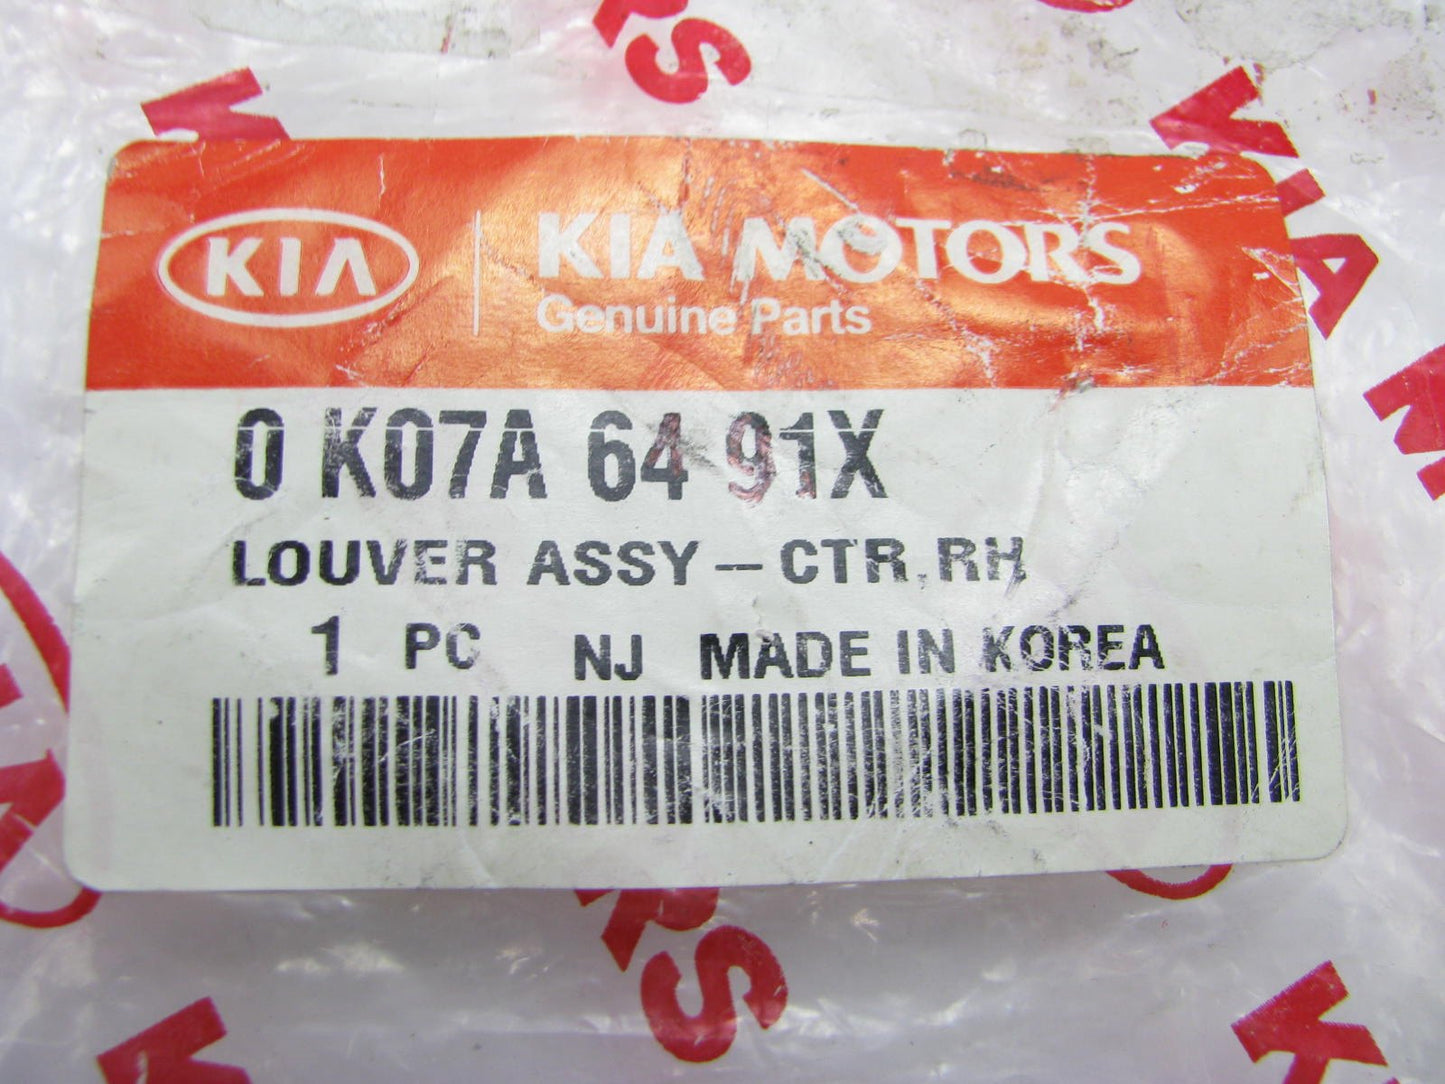 KIA
KIA MOTORS
Genuine Parts
0 K07A 64 91X
LOUVER ASSY-CTR,RH
1 PC NJ MADE IN KOREA